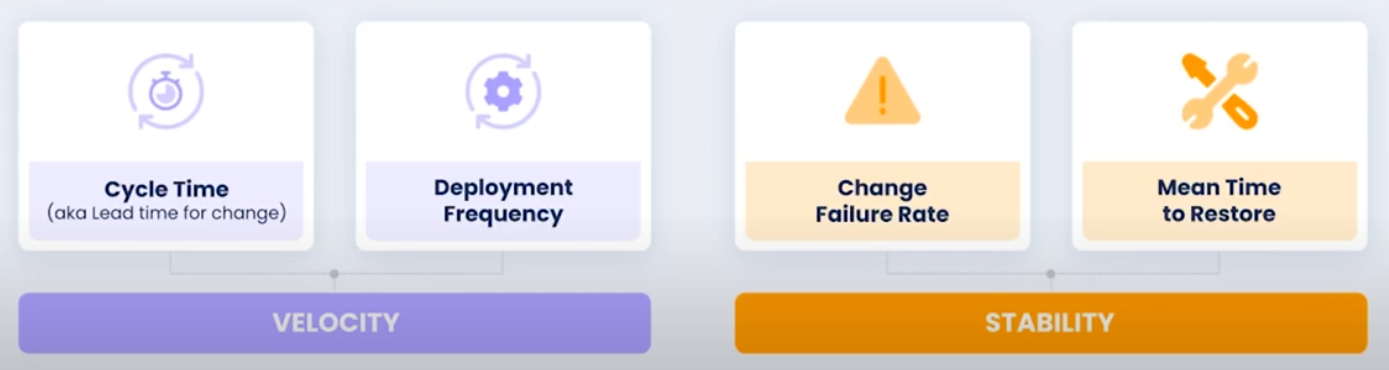 Cycle Time
(aka Lead time for change)
Deployment
Frequency
Change
Failure Rate
Mean Time
to Restore
VELOCITY
STABILITY